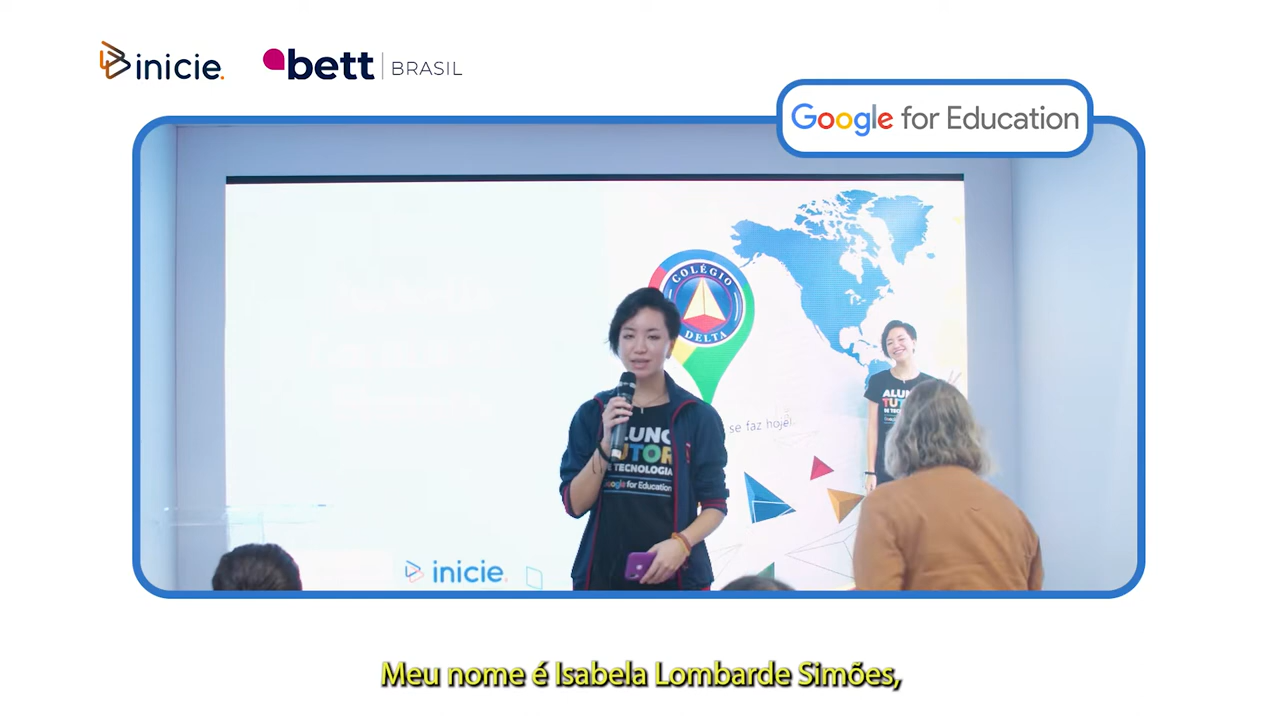 inicie.
bett | BRASIL
Google for Education
COLÉGIO
DELTA
se faz hoje!
ALUNO
TUTOR
DE TECNOLOGIA
Google for Education
inicie.
Meu nome é Isabela Lombarde Simões,